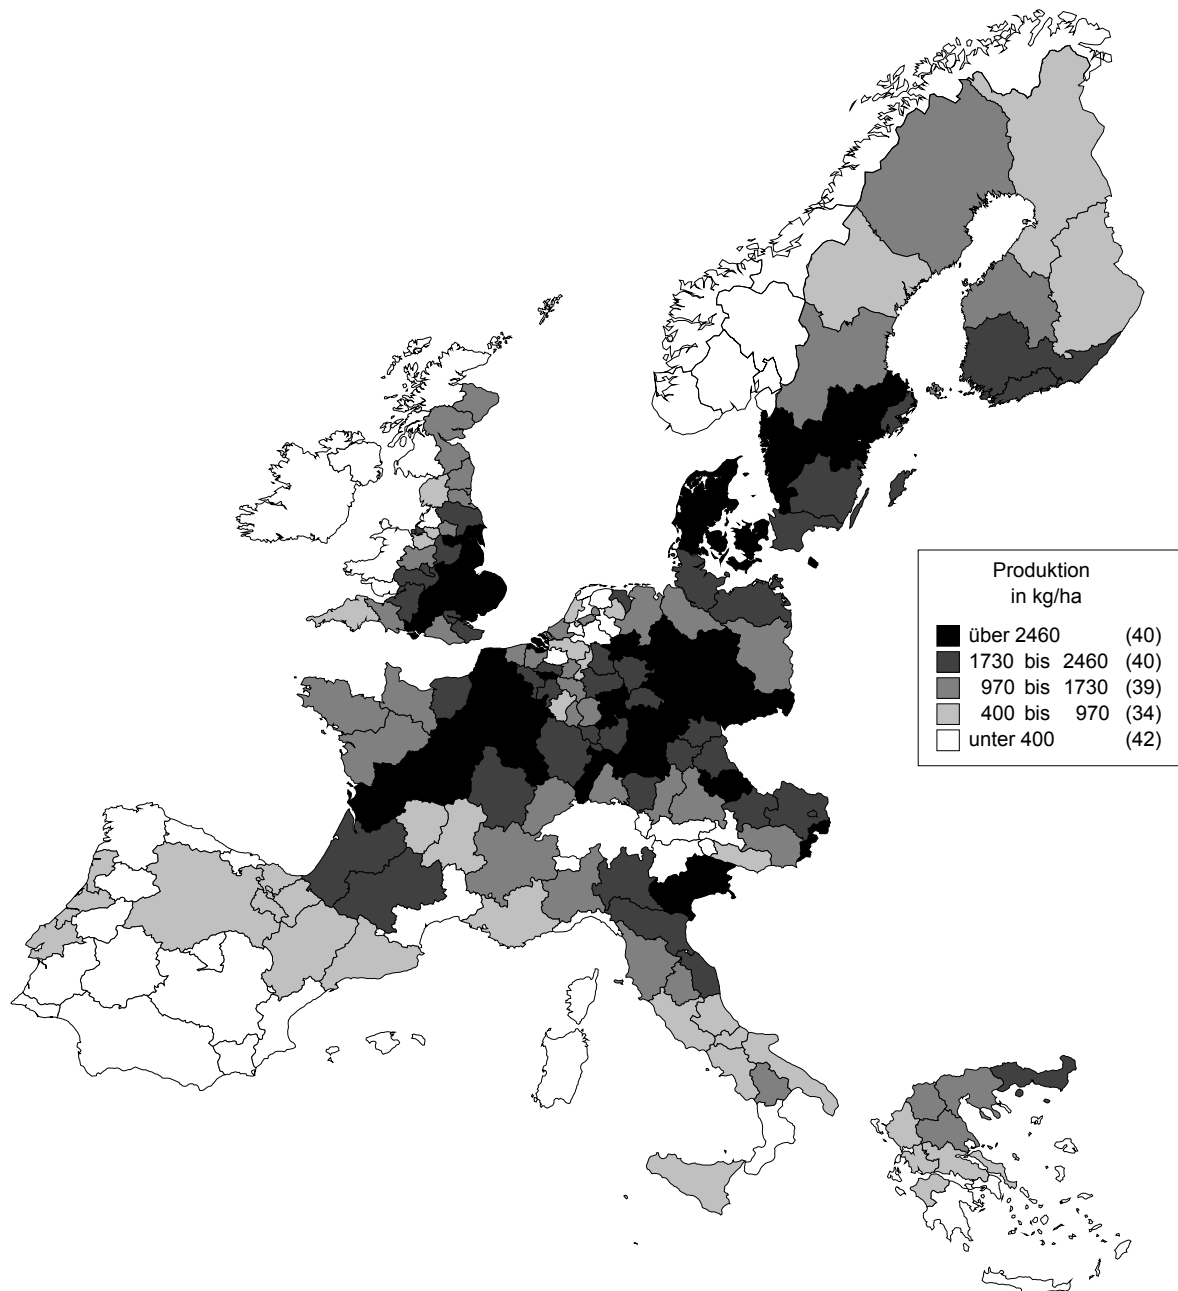 Produktion
in kg/ha
über 2460 (40)
1730 bis 2460 (40)
970 bis 1730 (39)
400 bis 970 (34)
unter 400 (42)